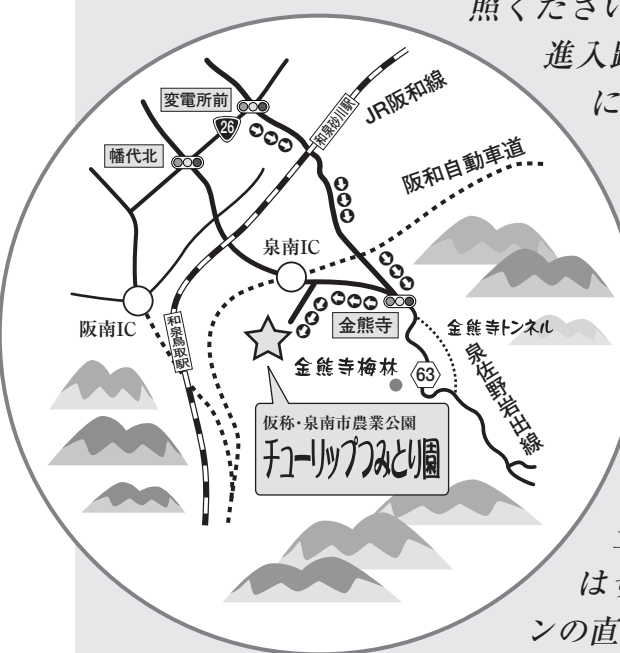 照ください
進入路
に
変電所前
26
幡代北
和泉砂川駅
JR阪和線
阪和自動車道
泉南IC
阪南IC
和泉鳥取駅
金熊寺
金熊寺トンネル
金熊寺梅林
63
泉佐野岩出線
仮称・泉南市農業公園
チューリップつみとり園
は
ンの直